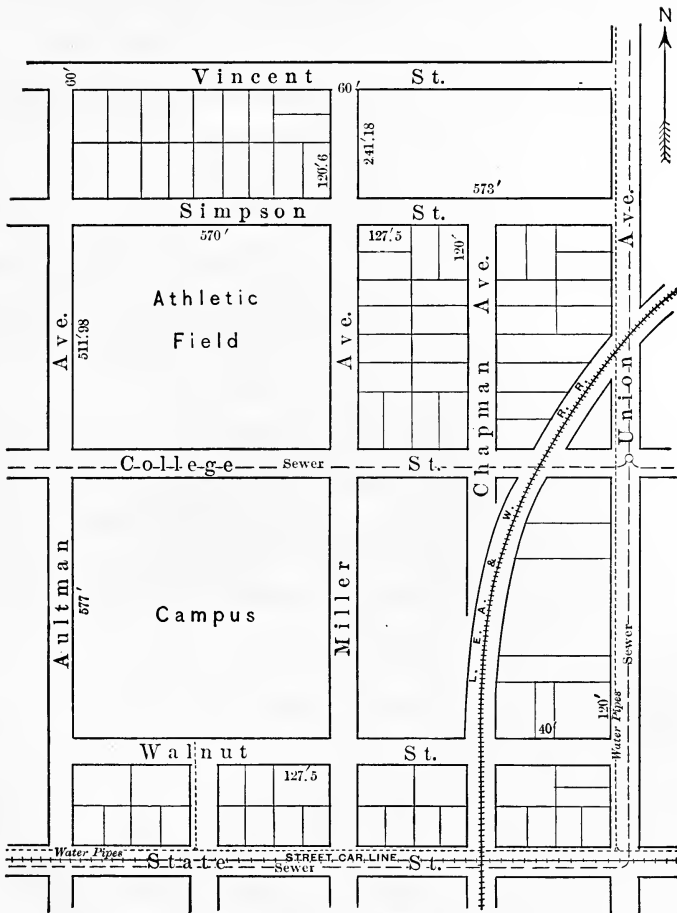 N
Vincent St.
60'
60'
120'.6
241'.18
573'
Simpson St.
570'
127'.5
120'
Athletic
Field
511'.98
Ave.
Ave.
Chapman Ave.
Union Ave.
College Sewer St.
L. E. A. & W. R. R.
Aultman
577'
Campus
Miller
Sewer
Water Pipes
120'
40'
Walnut St.
127'.5
Water Pipes
STREET CAR LINE
State St.
Sewer